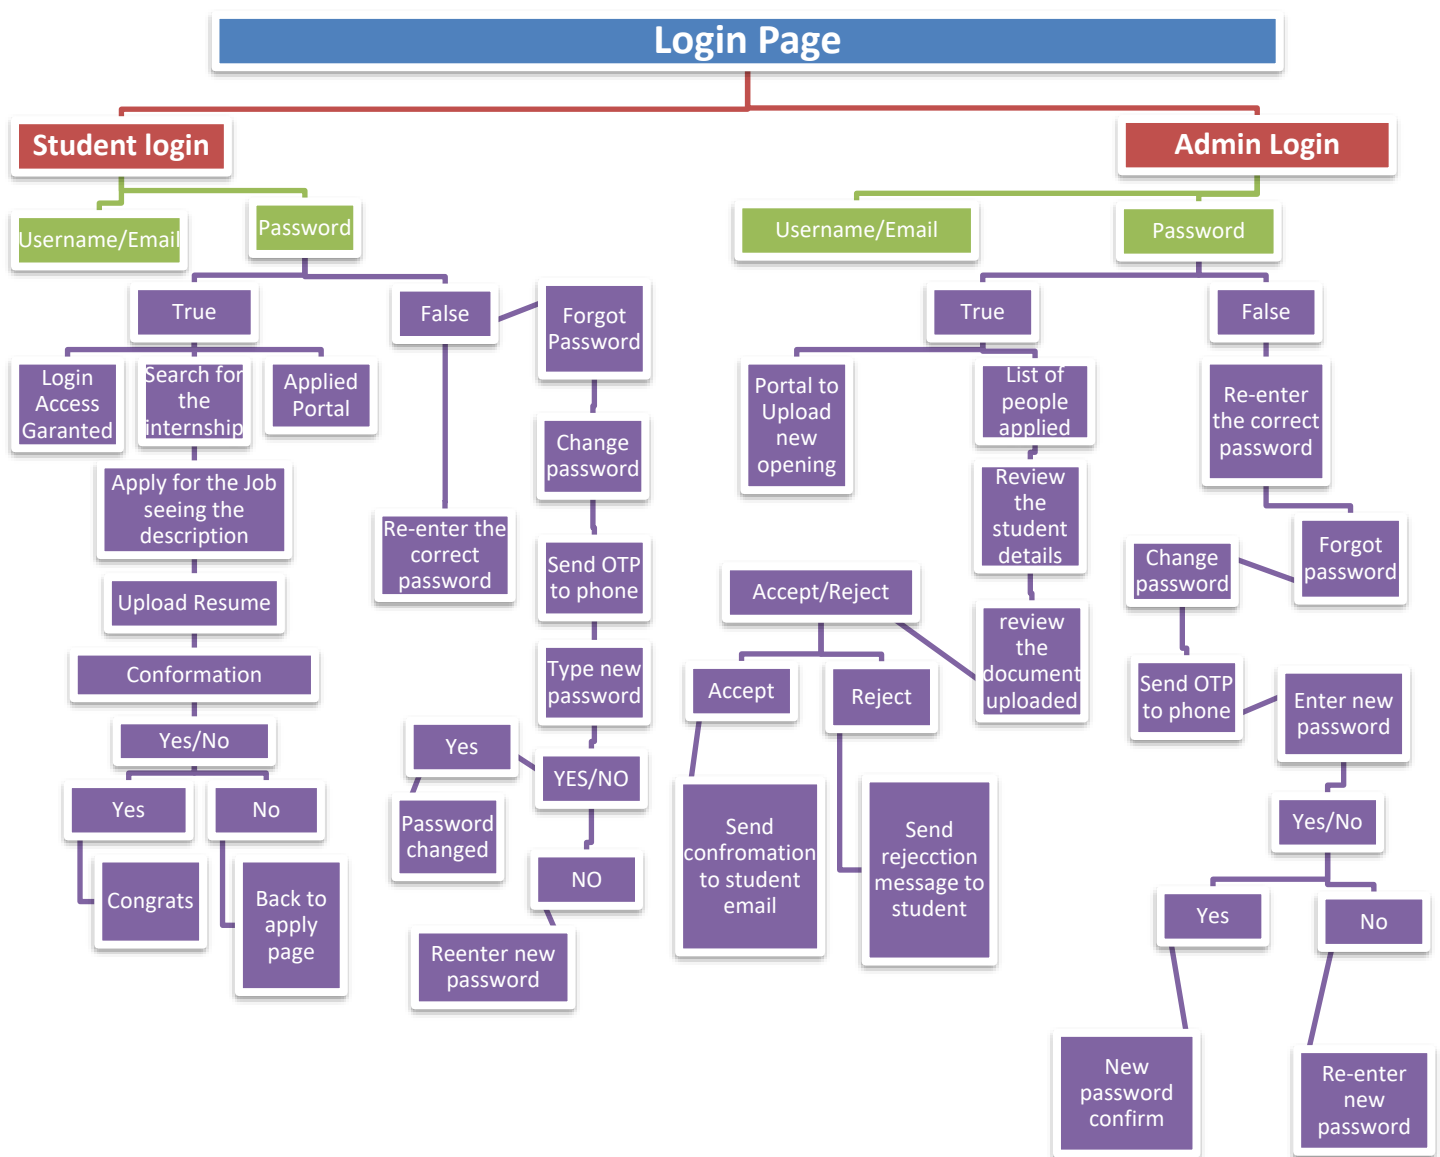 Login Page
Student login
Admin Login
Username/Email
Password
Username/Email
Password
True
False
Forgot
Password
True
False
Login
Access
Garanted
Search for
the
internship
Applied
Portal
Portal to
Upload
new
opening
List of
people
applied
Re-enter
the correct
password
Change
password
Apply for the Job
seeing the
description
Re-enter the
correct
password
Review
the
student
details
Forgot
password
Change
password
Send OTP
to phone
Upload Resume
Accept/Reject
review
the
document
uploaded
Conformation
Type new
password
Accept
Reject
Send OTP
to phone
Enter new
password
Yes/No
Yes
YES/NO
Yes
No
Password
changed
Send
confromation
to student
email
Send
rejecction
message to
student
Yes/No
Congrats
Back to
apply
page
NO
Reenter new
password
Yes
No
New
password
confirm
Re-enter
new
password